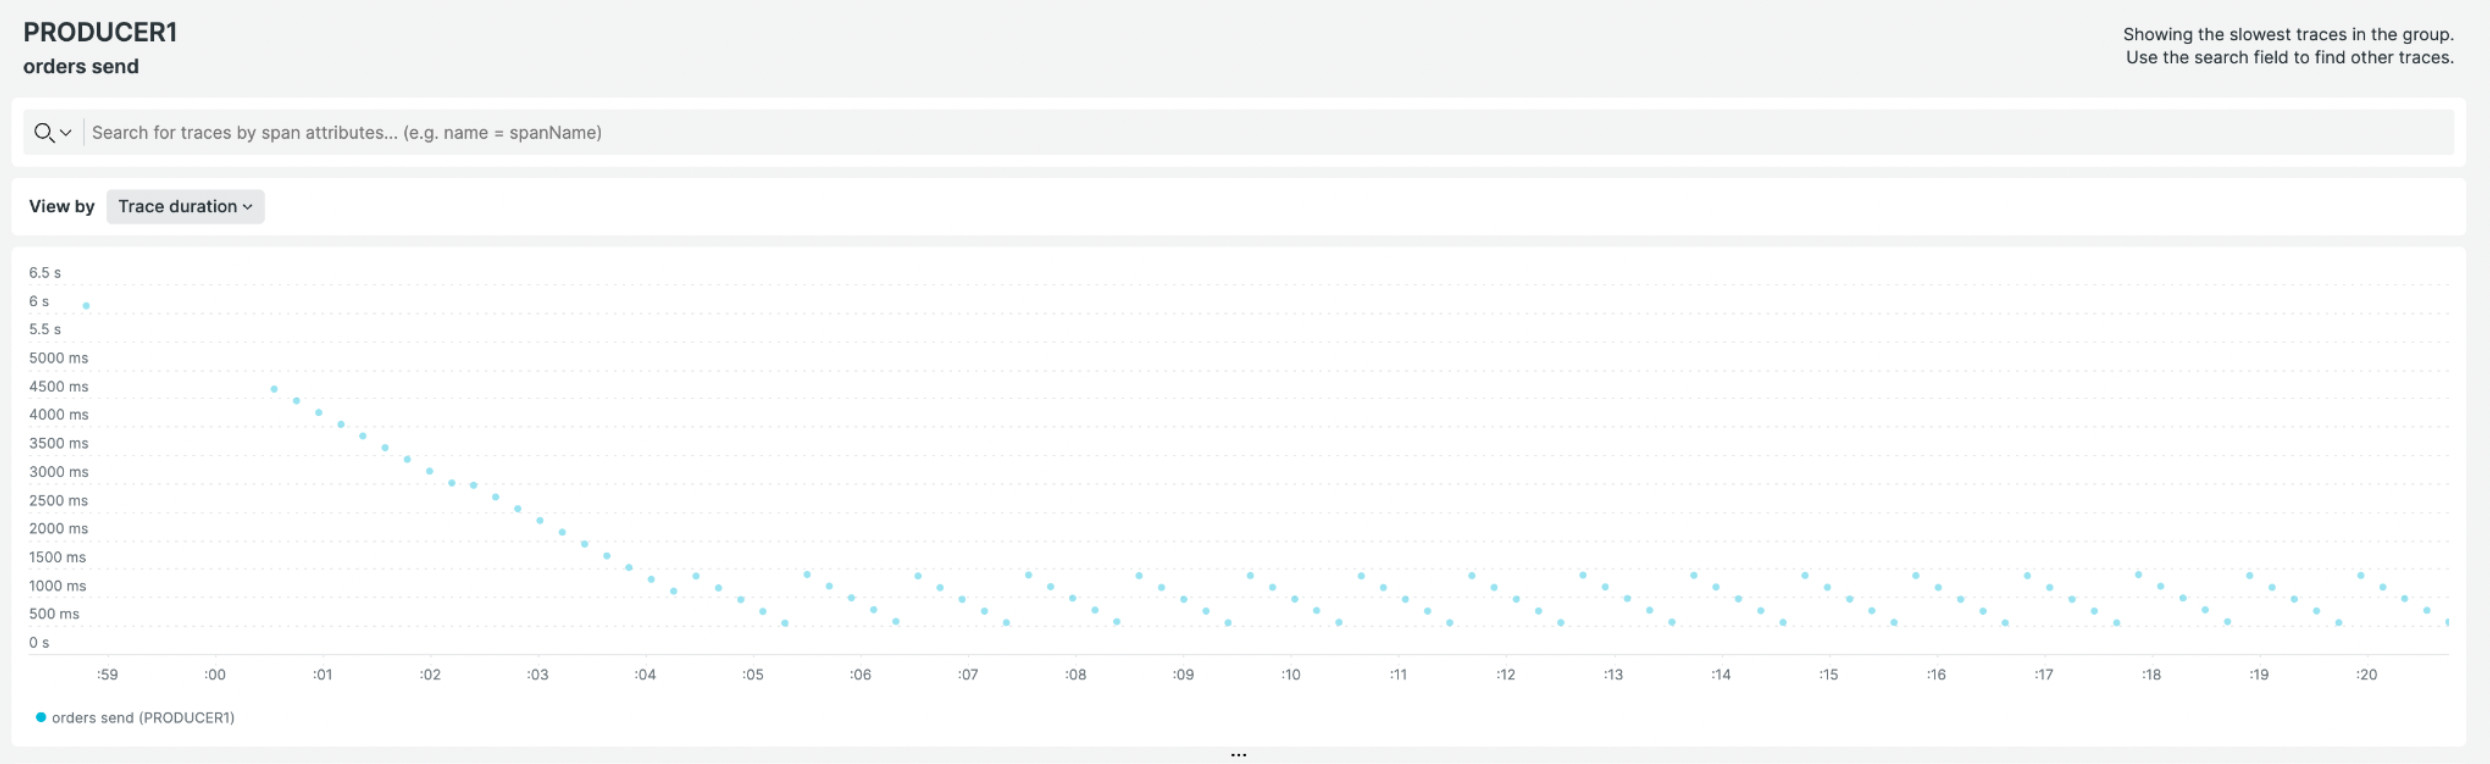 PRODUCER1
orders send
Showing the slowest traces in the group.
Use the search field to find other traces.
Search for traces by span attributes... (e.g. name = spanName)
View by Trace duration
6.5 s
6 s
5.5 s
5000 ms
4500 ms
4000 ms
3500 ms
3000 ms
2500 ms
2000 ms
1500 ms
1000 ms
500 ms
0 s
:59 :00 :01 :02 :03 :04 :05 :06 :07 :08 :09 :10 :11 :12 :13 :14 :15 :16 :17 :18 :19 :20
orders send (PRODUCER1)
...